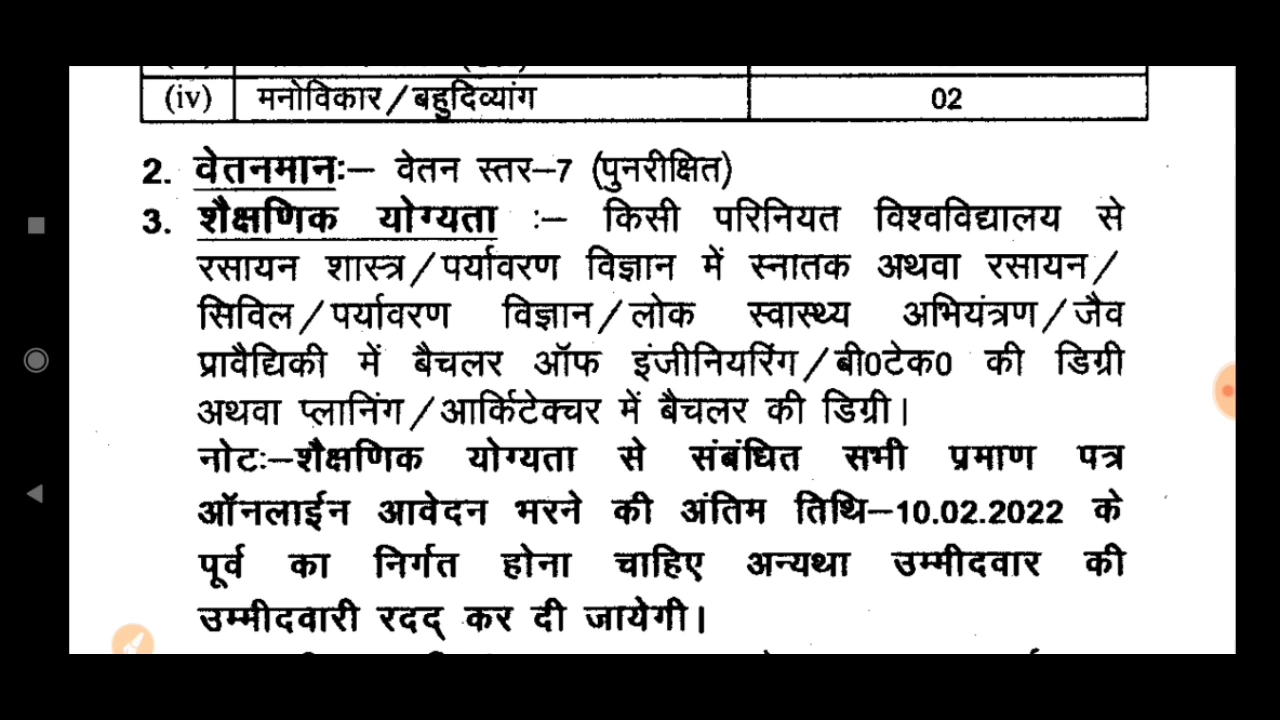 (iv) मनोविकार/बहुदिव्यांग 02
2. वेतनमानः– वेतन स्तर–7 (पुनरीक्षित)
3. शैक्षणिक योग्यता :– किसी परिनियत विश्वविद्यालय से
रसायन शास्त्र/पर्यावरण विज्ञान में स्नातक अथवा रसायन/
सिविल/पर्यावरण विज्ञान/लोक स्वास्थ्य अभियंत्रण/जैव
प्रावैद्यिकी में बैचलर ऑफ इंजीनियरिंग/बी0टेक0 की डिग्री
अथवा प्लानिंग/आर्किटेक्चर में बैचलर की डिग्री।
नोटः–शैक्षणिक योग्यता से संबंधित सभी प्रमाण पत्र
ऑनलाईन आवेदन भरने की अंतिम तिथि–10.02.2022 के
पूर्व का निर्गत होना चाहिए अन्यथा उम्मीदवार की
उम्मीदवारी रदद् कर दी जायेगी।